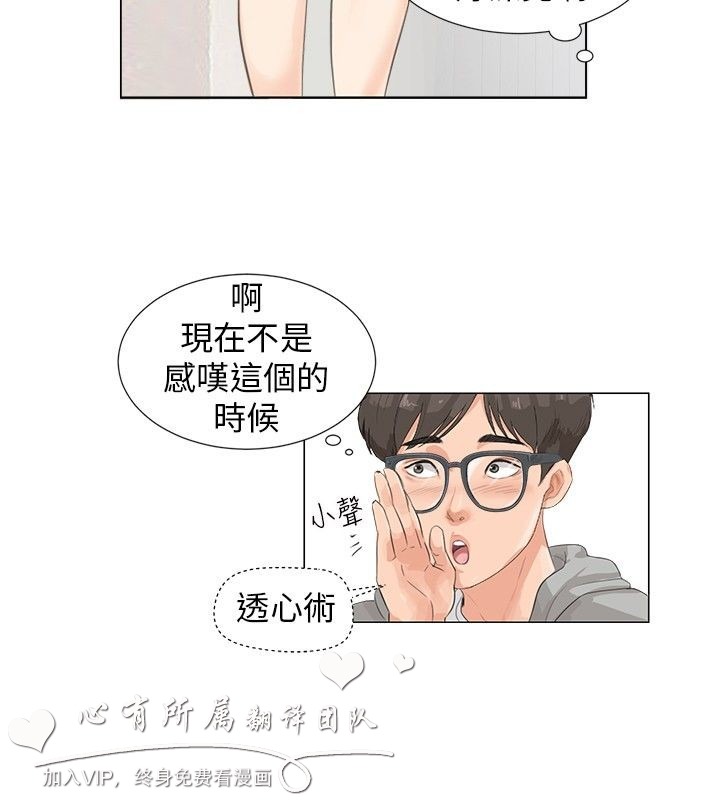 啊
現在不是
感嘆這個的
時候
小聲
透心術
心有所属翻译团队
加入VIP，终身免费看漫画